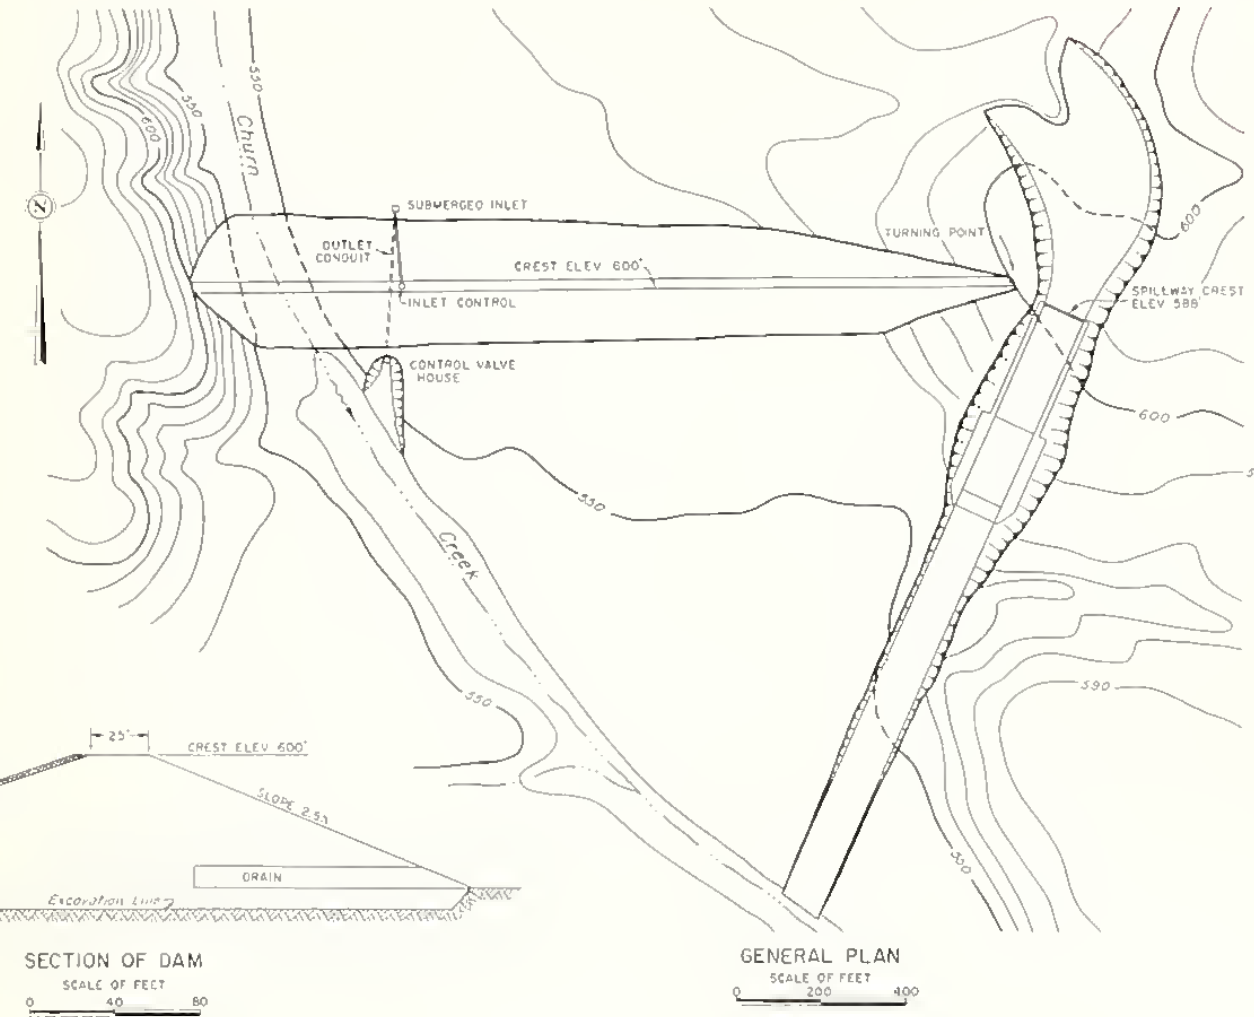 550
550
600
Churn
N
SUBMERGED INLET
OUTLET
CONDUIT
TURNING POINT
600
CREST ELEV 600'
INLET CONTROL
SPILLWAY CREST
ELEV 588'
CONTROL VALVE
HOUSE
600
550
Creek
550
590
25'
CREST ELEV 600'
SLOPE 2.5:1
DRAIN
Excavation Line
SECTION OF DAM
SCALE OF FEET
0 40 80
GENERAL PLAN
SCALE OF FEET
0 200 400